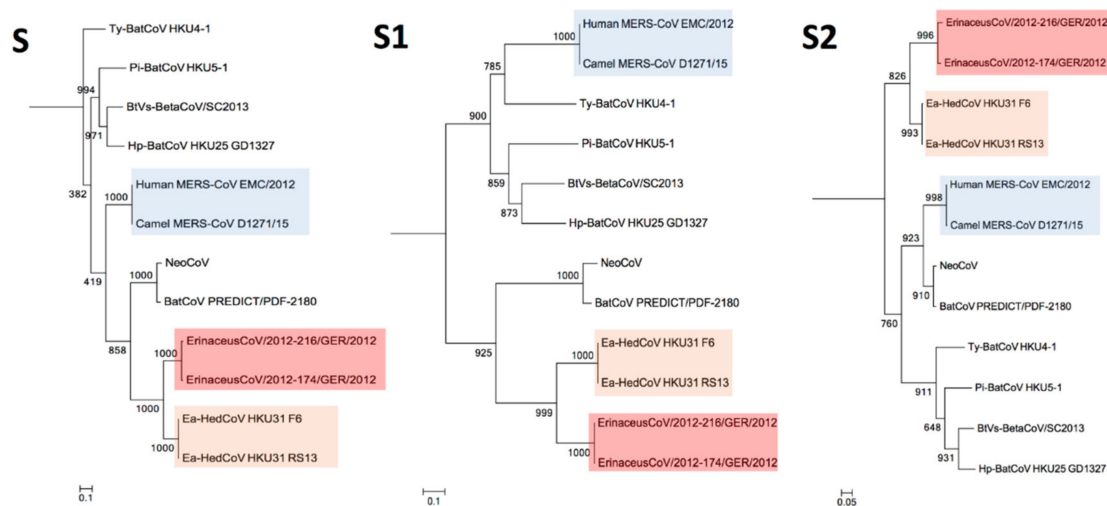 S
Ty-BatCoV HKU4-1
994
Pi-BatCoV HKU5-1
BtVs-BetaCoV/SC2013
971
Hp-BatCoV HKU25 GD1327
382
1000
Human MERS-CoV EMC/2012
Camel MERS-CoV D1271/15
419
1000
NeoCoV
BatCoV PREDICT/PDF-2180
858
1000
ErinaceusCoV/2012-216/GER/2012
ErinaceusCoV/2012-174/GER/2012
1000
1000
Ea-HedCoV HKU31 F6
Ea-HedCoV HKU31 RS13
0.1
S1
1000
Human MERS-CoV EMC/2012
Camel MERS-CoV D1271/15
785
Ty-BatCoV HKU4-1
900
Pi-BatCoV HKU5-1
859
BtVs-BetaCoV/SC2013
873
Hp-BatCoV HKU25 GD1327
1000
NeoCoV
BatCoV PREDICT/PDF-2180
925
1000
Ea-HedCoV HKU31 F6
Ea-HedCoV HKU31 RS13
999
ErinaceusCoV/2012-216/GER/2012
1000
ErinaceusCoV/2012-174/GER/2012
0.1
S2
996
ErinaceusCoV/2012-216/GER/2012
ErinaceusCoV/2012-174/GER/2012
826
Ea-HedCoV HKU31 F6
993
Ea-HedCoV HKU31 RS13
Human MERS-CoV EMC/2012
998
Camel MERS-CoV D1271/15
923
NeoCoV
910
BatCoV PREDICT/PDF-2180
760
Ty-BatCoV HKU4-1
911
Pi-BatCoV HKU5-1
648
BtVs-BetaCoV/SC2013
931
Hp-BatCoV HKU25 GD1327
0.05